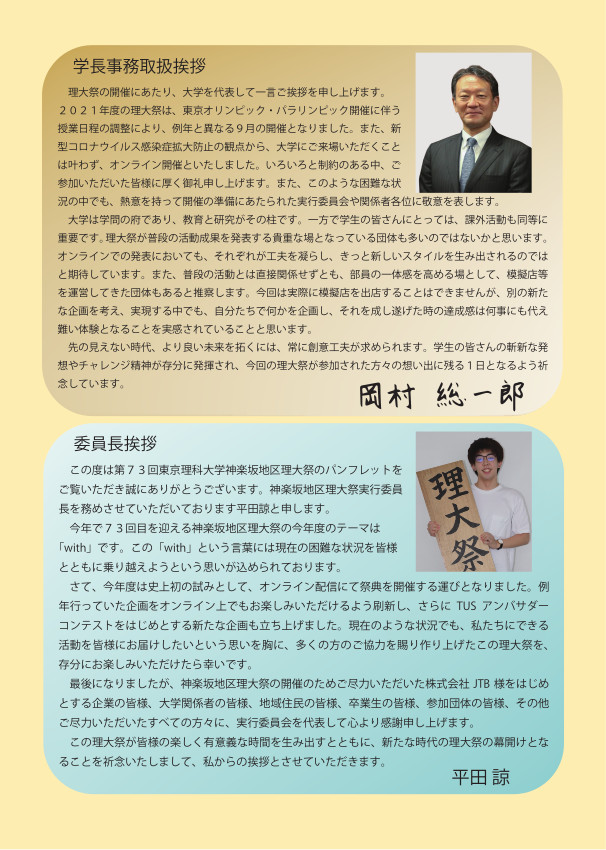 学長事務取扱挨拶
理大祭の開催にあたり、大学を代表して一言ご挨拶を申し上げます。
２０２１年度の理大祭は、東京オリンピック・パラリンピック開催に伴う
授業日程の調整により、例年と異なる９月の開催となりました。また、新
型コロナウイルス感染症拡大防止の観点から、大学にご来場いただくこと
は叶わず、オンライン開催といたしました。いろいろと制約のある中、ご
参加いただいた皆様に厚く御礼申し上げます。また、このような困難な状
況の中でも、熱意を持って開催の準備にあたられた実行委員会や関係者各位に敬意を表します。
大学は学問の府であり、教育と研究がその柱です。一方で学生の皆さんにとっては、課外活動も同等に
重要です。理大祭が普段の活動成果を発表する貴重な場となっている団体も多いのではないかと思います。
オンラインでの発表においても、それぞれが工夫を凝らし、きっと新しいスタイルを生み出されるのでは
と期待しています。また、普段の活動とは直接関係せずとも、部員の一体感を高める場として、模擬店等
を運営してきた団体もあると推察します。今回は実際に模擬店を出店することはできませんが、別の新た
な企画を考え、実現する中でも、自分たちで何かを企画し、それを成し遂げた時の達成感は何事にも代え
難い体験となることを実感されていることと思います。
先の見えない時代、より良い未来を拓くには、常に創意工夫が求められます。学生の皆さんの斬新な発
想やチャレンジ精神が存分に発揮され、今回の理大祭が参加された方々の想い出に残る１日となるよう祈
念しています。
岡村 総一郎
委員長挨拶
この度は第７３回東京理科大学神楽坂地区理大祭のパンフレットを
ご覧いただき誠にありがとうございます。神楽坂地区理大祭実行委員
長を務めさせていただいております平田諒と申します。
今年で７３回目を迎える神楽坂地区理大祭の今年度のテーマは
「with」です。この「with」という言葉には現在の困難な状況を皆様
とともに乗り越えようという思いが込められております。
さて、今年度は史上初の試みとして、オンライン配信にて祭典を開催する運びとなりました。例
年行っていた企画をオンライン上でもお楽しみいただけるよう刷新し、さらに TUS アンバサダー
コンテストをはじめとする新たな企画も立ち上げました。現在のような状況でも、私たちにできる
活動を皆様にお届けしたいという思いを胸に、多くの方のご協力を賜り作り上げたこの理大祭を、
存分にお楽しみいただけたら幸いです。
最後になりましたが、神楽坂地区理大祭の開催のためご尽力いただいた株式会社 JTB 様をはじめ
とする企業の皆様、大学関係者の皆様、地域住民の皆様、卒業生の皆様、参加団体の皆様、その他
ご尽力いただいたすべての方々に、実行委員会を代表して心より感謝申し上げます。
この理大祭が皆様の楽しく有意義な時間を生み出すとともに、新たな時代の理大祭の幕開けとな
ることを祈念いたしまして、私からの挨拶とさせていただきます。
平田 諒
理大祭